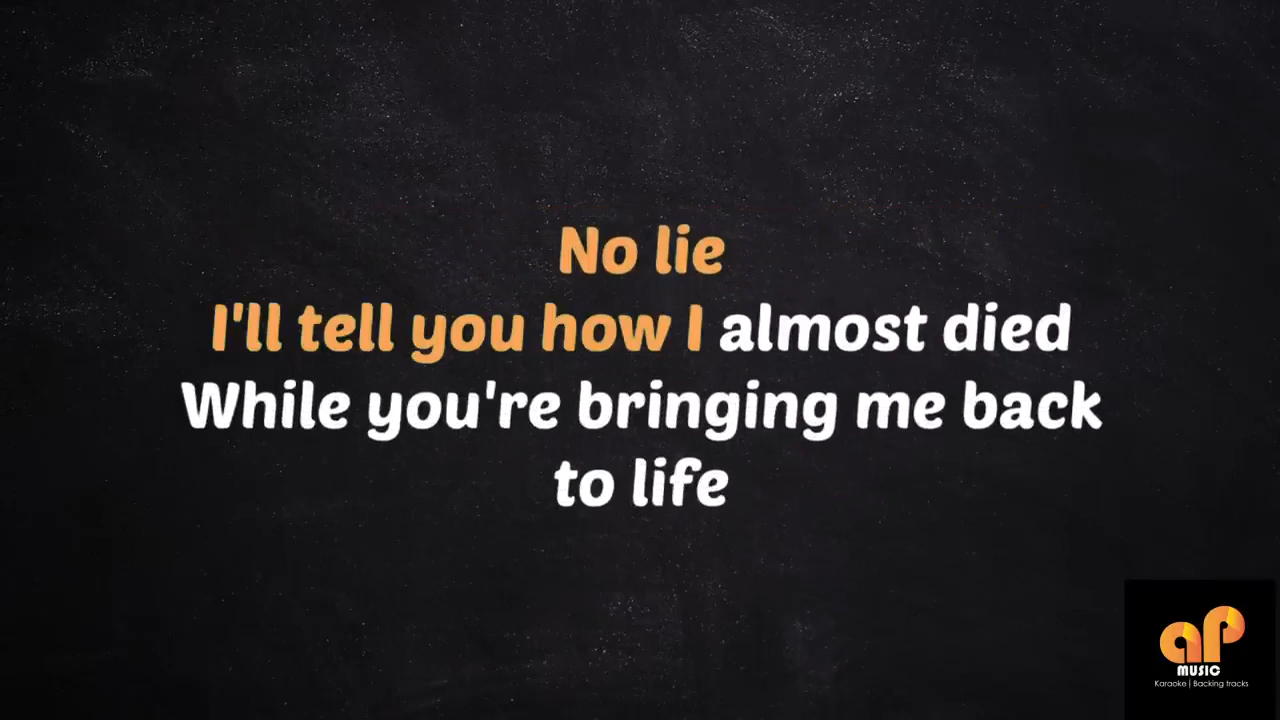 No lie
I'll tell you how I almost died
While you're bringing me back
to life
aP
MUSIC
Karaoke | Backing tracks